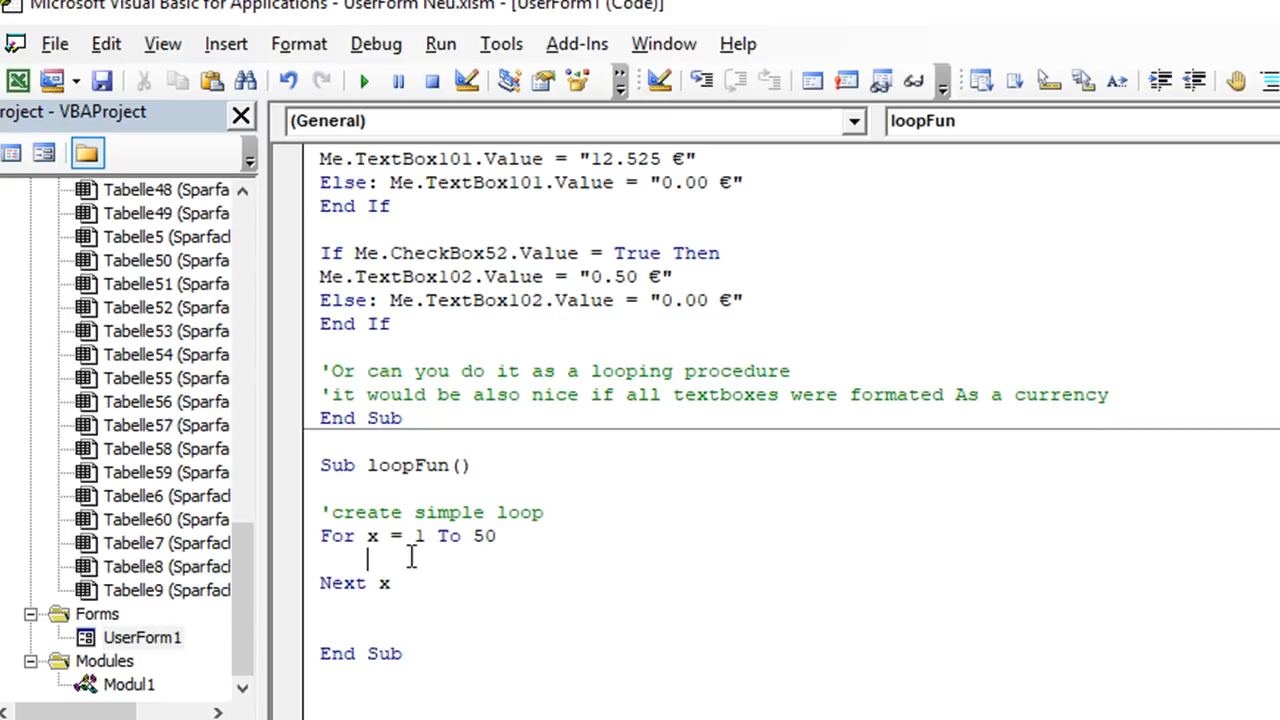 Microsoft Visual Basic for Applications - UserForm Neu.xlsm - [UserForm1 (Code)]
File Edit View Insert Format Debug Run Tools Add-Ins Window Help
roject - VBAProject
(General)
loopFun
Tabelle48 (Sparfa
Tabelle49 (Sparfa
Tabelle5 (Sparfacl
Tabelle50 (Sparfa
Tabelle51 (Sparfa
Tabelle52 (Sparfa
Tabelle53 (Sparfa
Tabelle54 (Sparfa
Tabelle55 (Sparfa
Tabelle56 (Sparfa
Tabelle57 (Sparfa
Tabelle58 (Sparfa
Tabelle59 (Sparfa
Tabelle6 (Sparfacl
Tabelle60 (Sparfa
Tabelle7 (Sparfacl
Tabelle8 (Sparfacl
Tabelle9 (Sparfacl
Forms
UserForm1
Modules
Modul1
Me.TextBox101.Value = "12.525 €"
Else: Me.TextBox101.Value = "0.00 €"
End If
If Me.CheckBox52.Value = True Then
Me.TextBox102.Value = "0.50 €"
Else: Me.TextBox102.Value = "0.00 €"
End If
'Or can you do it as a looping procedure
'it would be also nice if all textboxes were formated As a currency
End Sub
Sub loopFun()
'create simple loop
For x = 1 To 50
Next x
End Sub